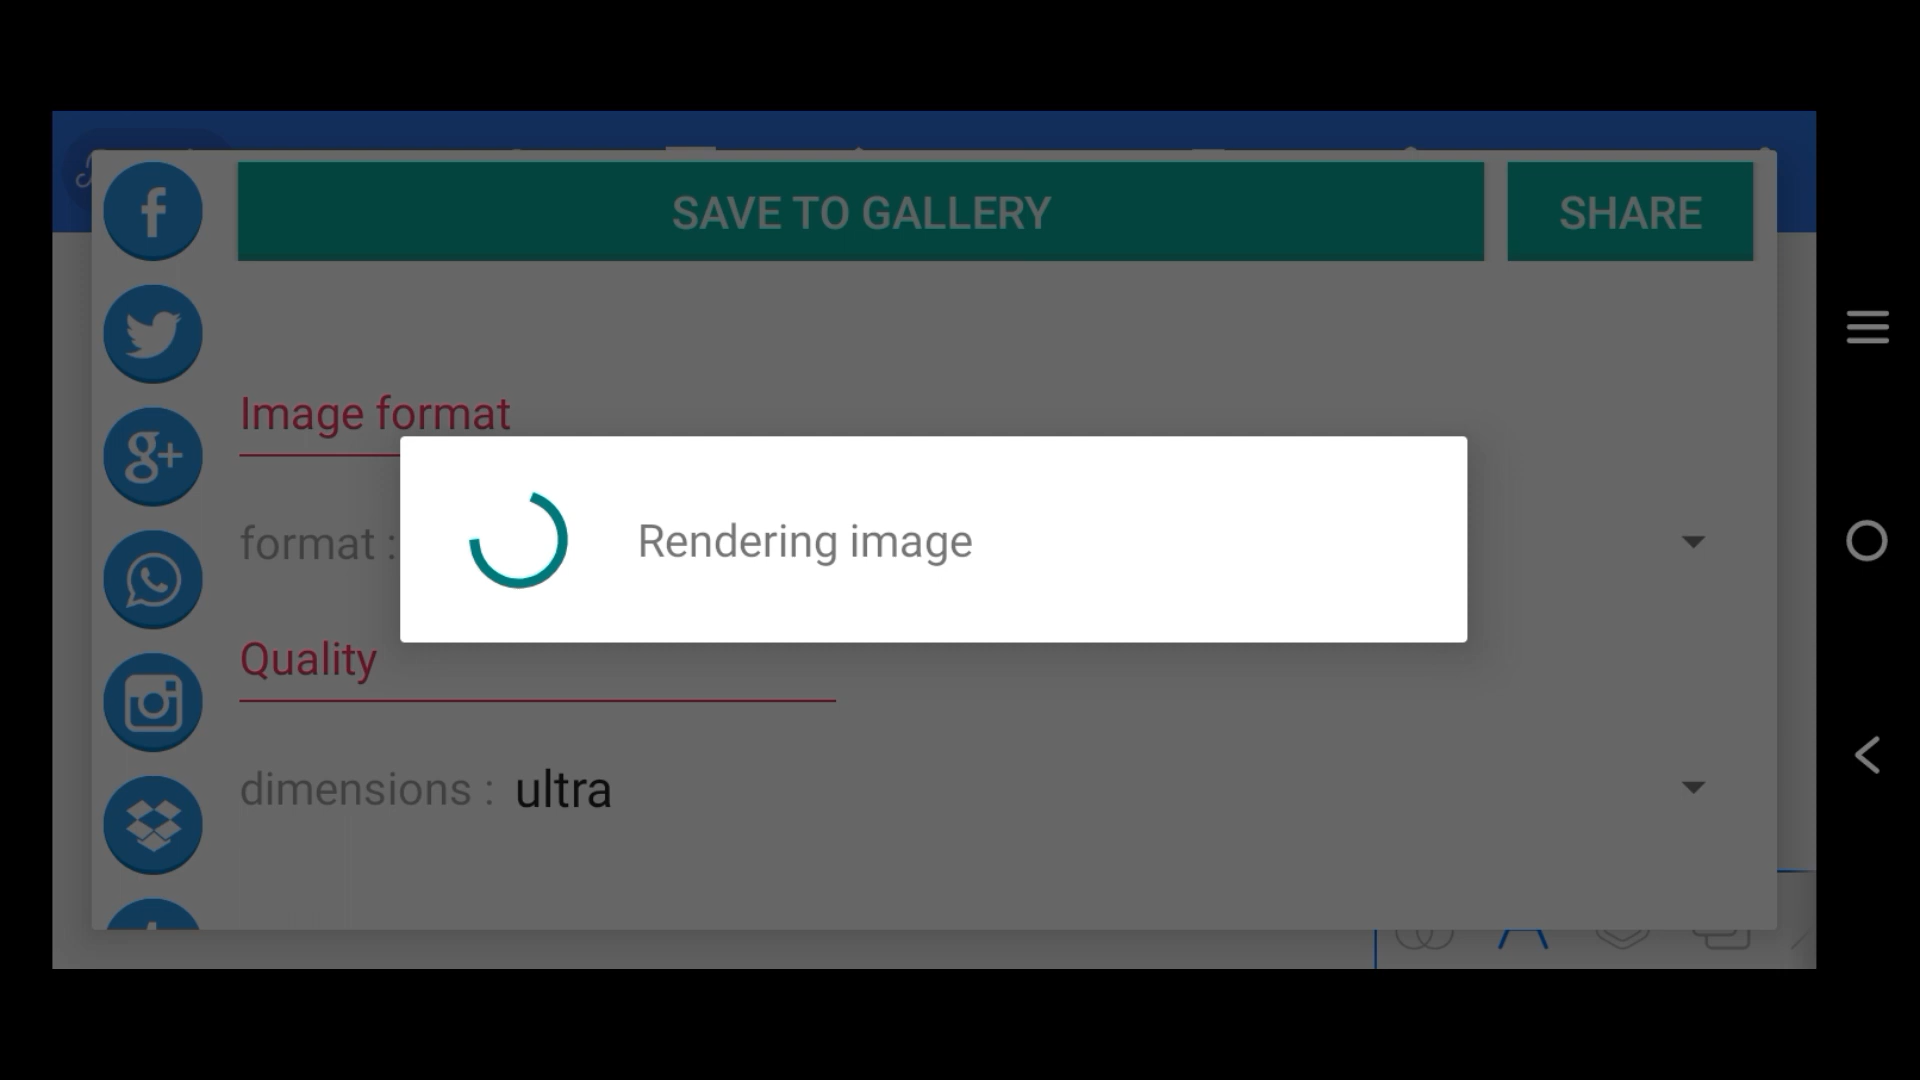 SAVE TO GALLERY
SHARE
Image format
format :
Rendering image
Quality
dimensions : ultra